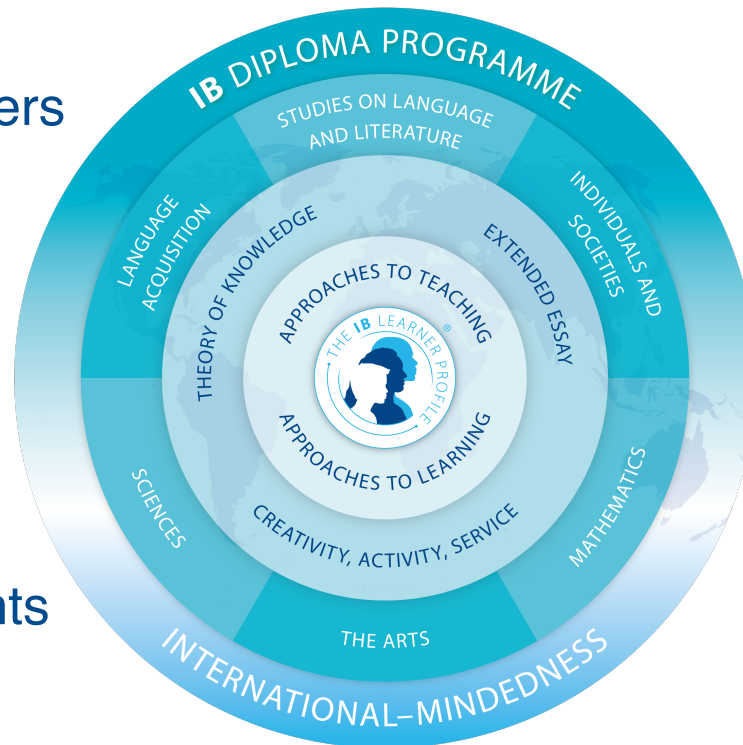 ers
nts
IB DIPLOMA PROGRAMME
STUDIES ON LANGUAGE
AND LITERATURE
LANGUAGE
ACQUISITION
INDIVIDUALS AND
SOCIETIES
THEORY OF KNOWLEDGE
EXTENDED ESSAY
APPROACHES TO TEACHING
THE IB LEARNER PROFILE ®
APPROACHES TO LEARNING
CREATIVITY, ACTIVITY, SERVICE
SCIENCES
MATHEMATICS
THE ARTS
INTERNATIONAL–MINDEDNESS